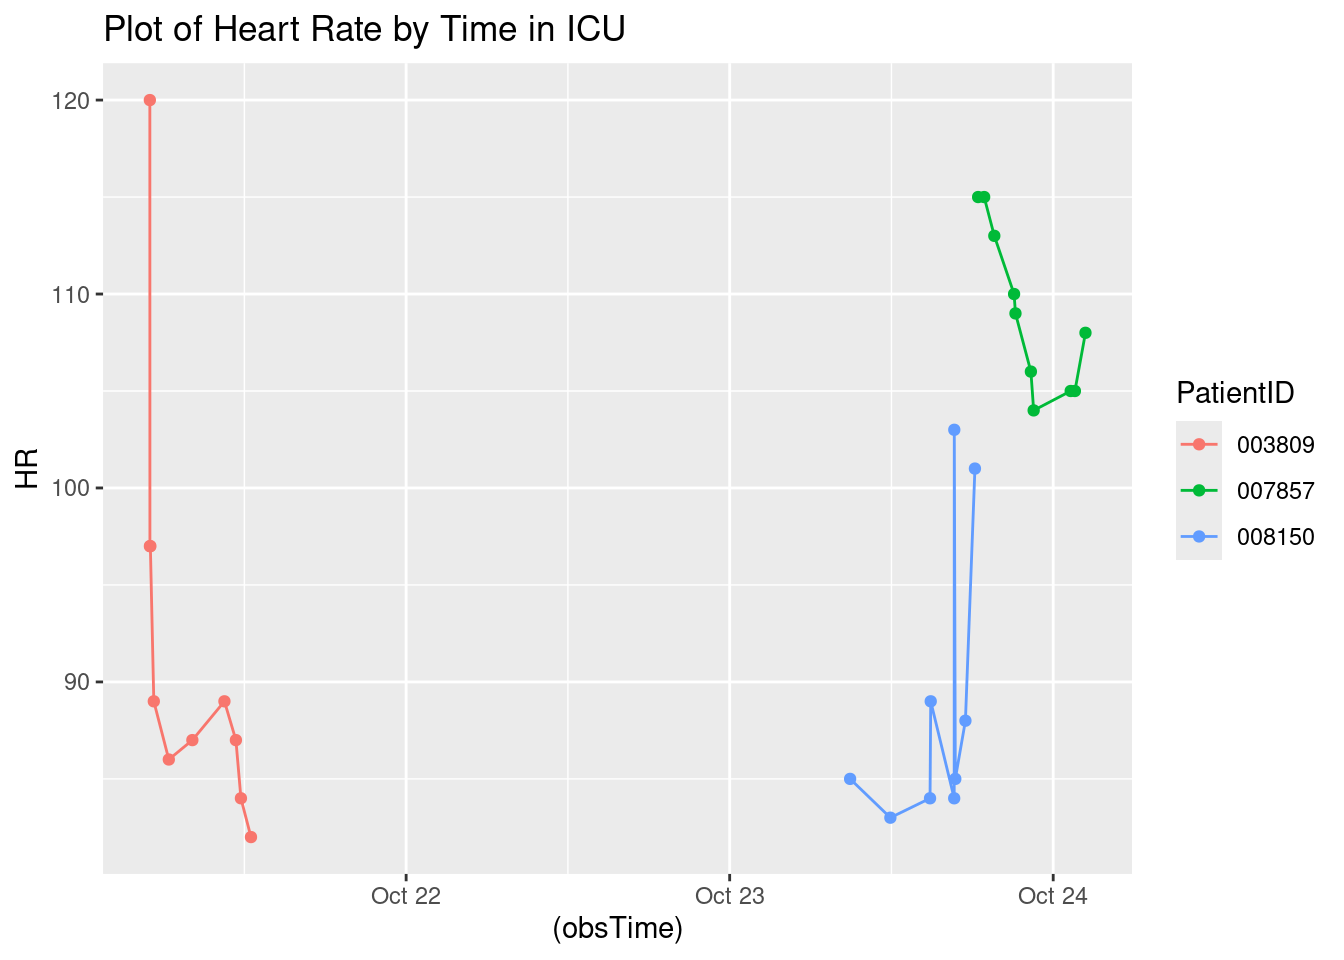 Plot of Heart Rate by Time in ICU
120
110
100
90
HR
Oct 22
Oct 23
Oct 24
(obsTime)
PatientID
003809
007857
008150